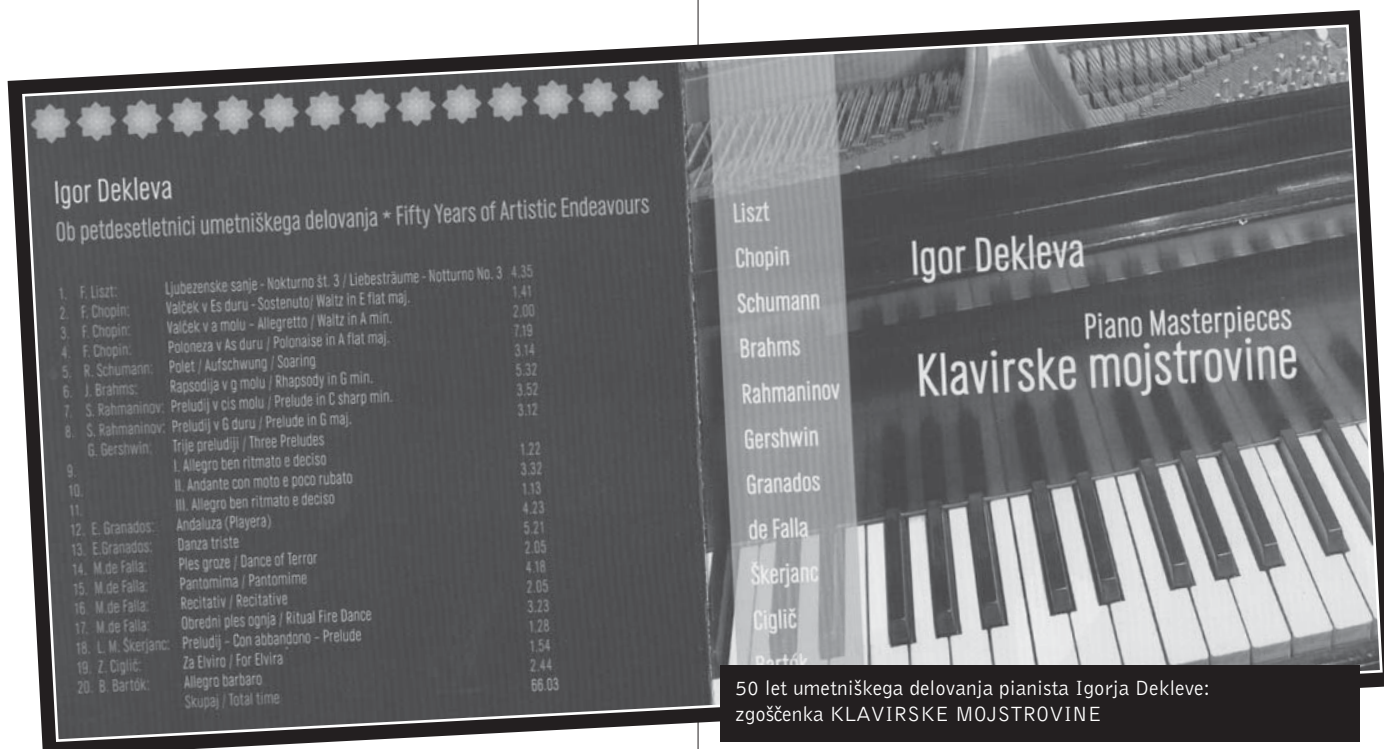 Igor Dekleva
Ob petdesetletnici umetniškega delovanja * Fifty Years of Artistic Endeavours
1. F. Liszt: Ljubezenske sanje - Nokturno št. 3 / Liebesträume - Notturno No. 3 4.35
2. F. Chopin: Valček v Es duru - Sostenuto/ Waltz in E flat maj. 1.41
3. F. Chopin: Valček v a molu - Allegretto / Waltz in A min. 2.00
4. F. Chopin: Poloneza v As duru / Polonaise in A flat maj. 7.19
5. R. Schumann: Polet / Aufschwung / Soaring 3.14
6. J. Brahms: Rapsodija v g molu / Rhapsody in G min. 5.32
7. S. Rahmaninov: Preludij v cis molu / Prelude in C sharp min. 3.52
8. S. Rahmaninov: Preludij v G duru / Prelude in G maj. 3.12
G. Gershwin: Trije preludiji / Three Preludes
9. I. Allegro ben ritmato e deciso 1.22
10. II. Andante con moto e poco rubato 3.32
11. III. Allegro ben ritmato e deciso 1.13
12. E. Granados: Andaluza (Playera) 4.23
13. E.Granados: Danza triste 5.21
14. M.de Falla: Ples groze / Dance of Terror 2.05
15. M.de Falla: Pantomima / Pantomime 4.18
16. M.de Falla: Recitativ / Recitative 2.05
17. M.de Falla: Obredni ples ognja / Ritual Fire Dance 3.23
18. L. M. Škerjanc: Preludij - Con abbandono - Prelude 1.28
19. Z. Ciglič: Za Elviro / For Elvira 1.54
20. B. Bartók: Allegro barbaro 2.44
Skupaj / Total time 66.03
Liszt
Chopin
Schumann
Brahms
Rahmaninov
Gershwin
Granados
de Falla
Škerjanc
Ciglič
Bartók
Igor Dekleva
Piano Masterpieces
Klavirske mojstrovine
50 let umetniškega delovanja pianista Igorja Dekleve:
zgoščenka KLAVIRSKE MOJSTROVINE